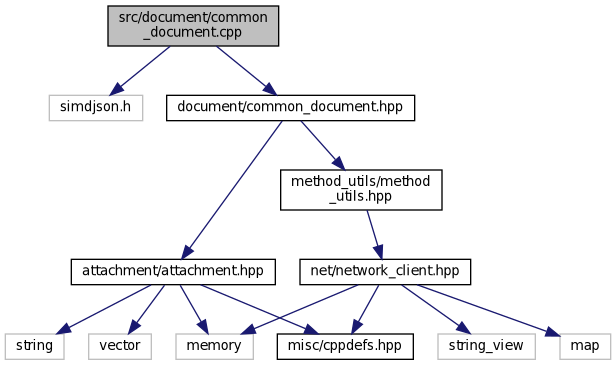 src/document/common
_document.cpp
simdjson.h
document/common_document.hpp
method_utils/method
_utils.hpp
attachment/attachment.hpp
net/network_client.hpp
string
vector
memory
misc/cppdefs.hpp
string_view
map